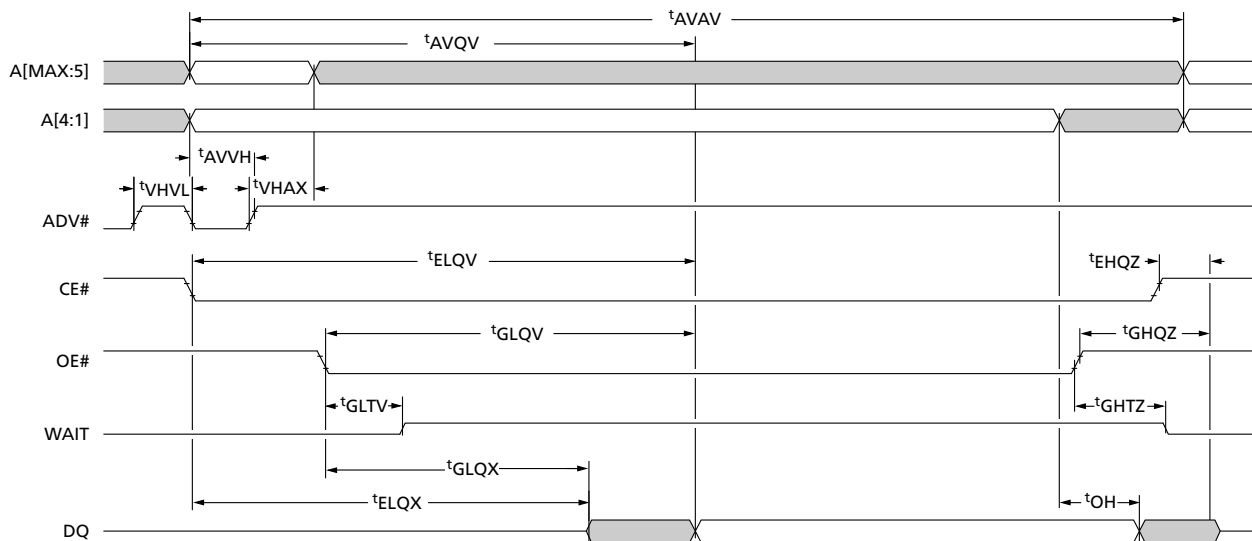 tAVAV
tAVQV
A[MAX:5]
A[4:1]
tAVVH
tVHVL
tVHAX
ADV#
tELQV
tEHQZ
CE#
tGLQV
tGHQZ
OE#
tGLTV
tGHTZ
WAIT
tGLQX
tELQX
tOH
DQ